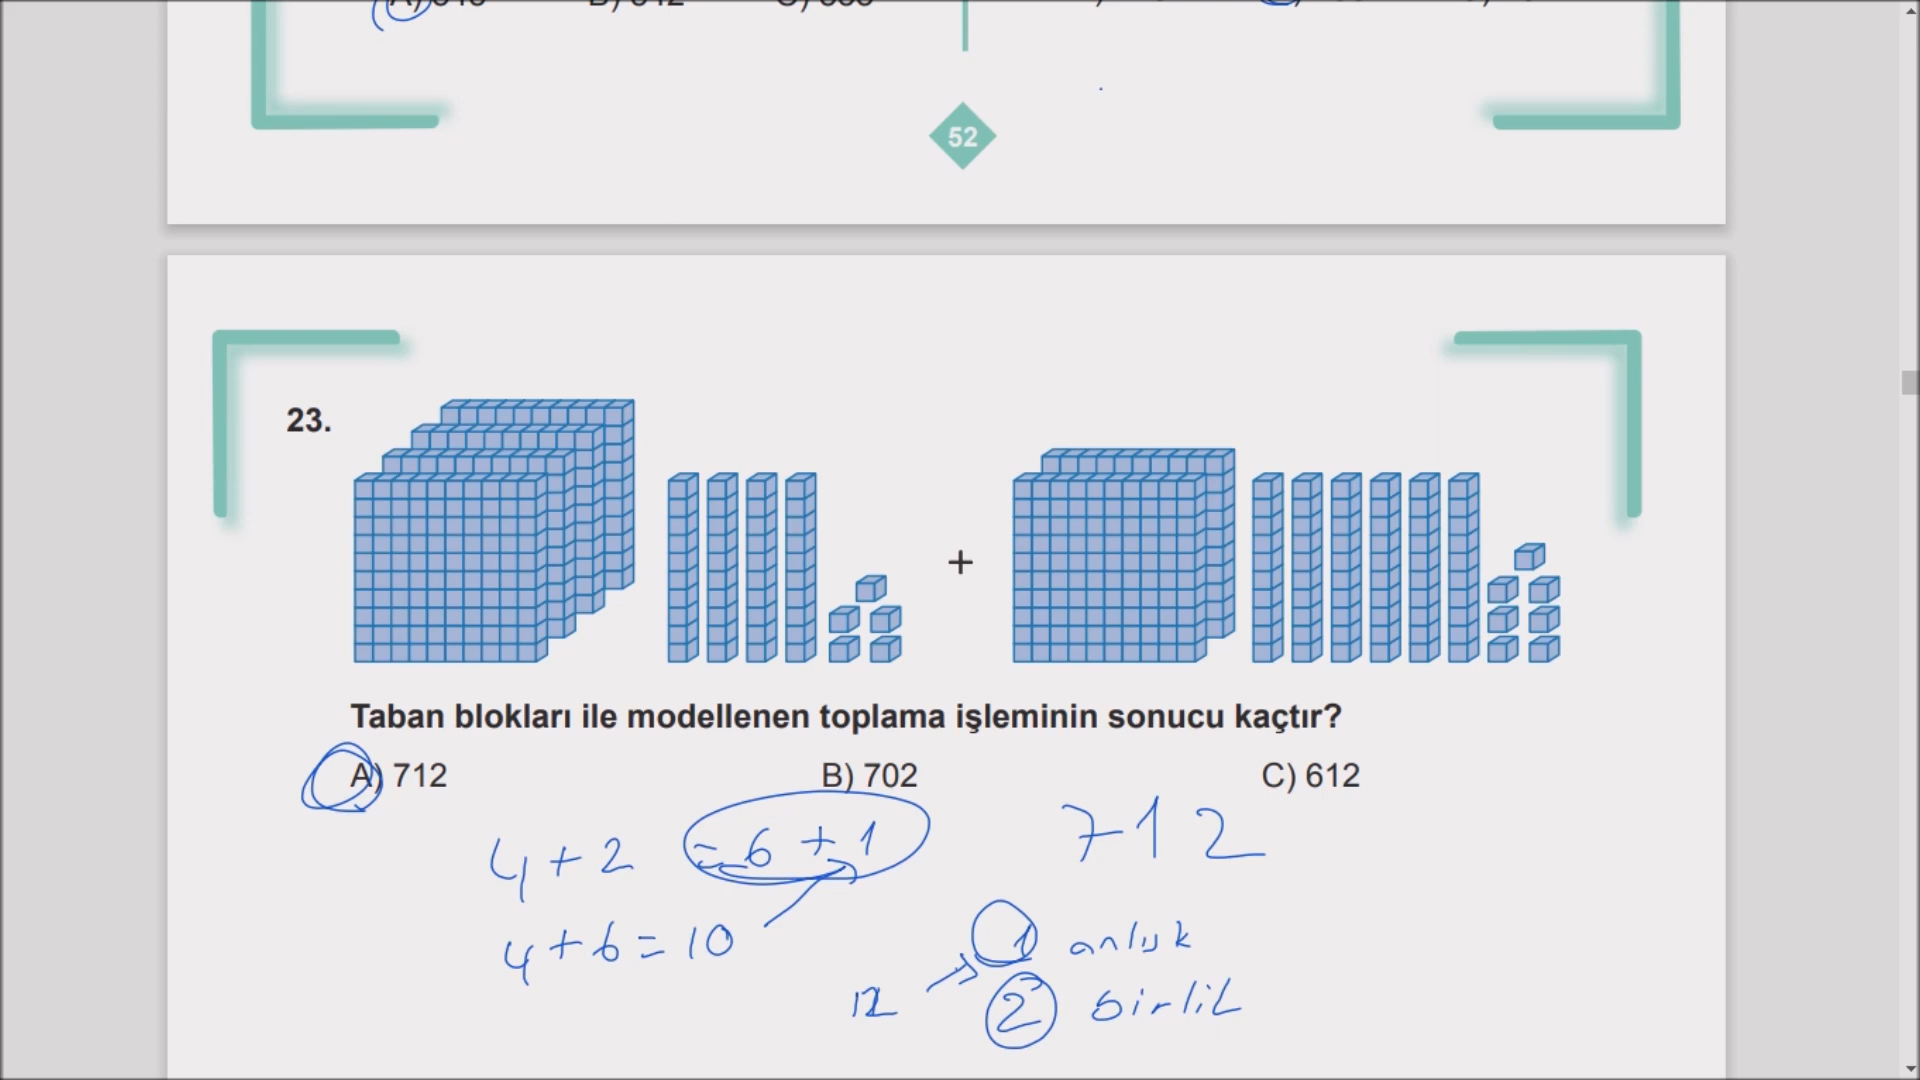 52
23.
+
Taban blokları ile modellenen toplama işleminin sonucu kaçtır?
A) 712 B) 702 C) 612
4+2 =6+1 712
4+6=10
1 onluk
12
2 birlik